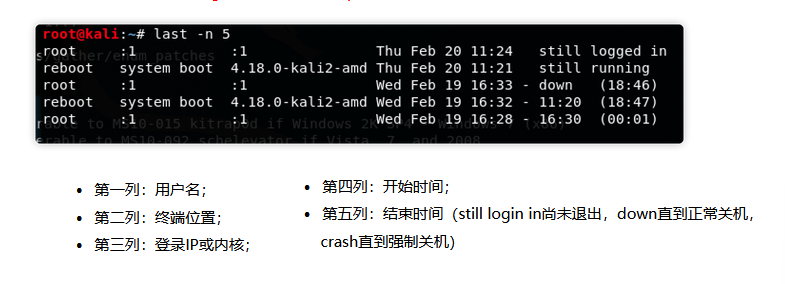 root@kali:~# last -n 5
root     :1           :1               Thu Feb 20 11:24   still logged in
reboot   system boot  4.18.0-kali2-amd Thu Feb 20 11:21   still running
root     :1           :1               Wed Feb 19 16:33 - down   (18:46)
reboot   system boot  4.18.0-kali2-amd Wed Feb 19 16:32 - 11:20  (18:47)
root     :1           :1               Wed Feb 19 16:28 - 16:30  (00:01)
• 第一列：用户名；
• 第二列：终端位置；
• 第三列：登录IP或内核；
• 第四列：开始时间；
• 第五列：结束时间（still login in尚未退出，down直到正常关机，
crash直到强制关机)